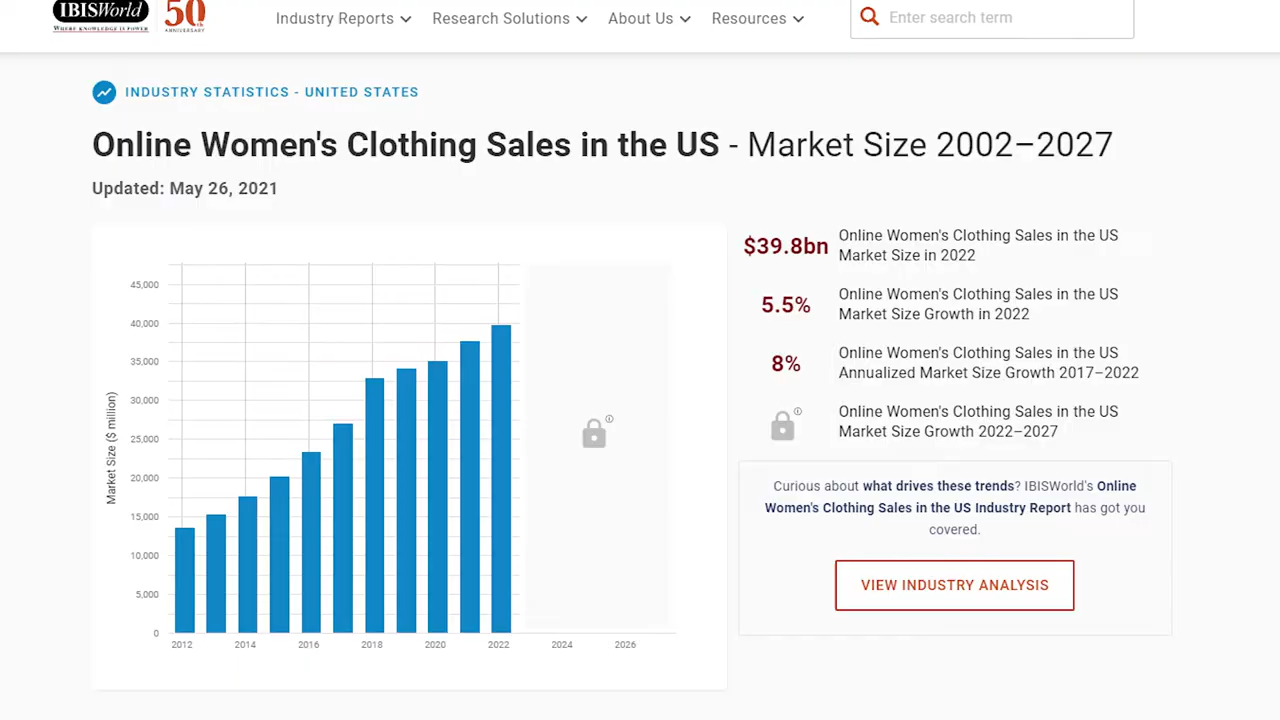 IBISWorld
WHERE KNOWLEDGE IS POWER
50th
ANNIVERSARY
Industry Reports
Research Solutions
About Us
Resources
Enter search term
INDUSTRY STATISTICS - UNITED STATES
Online Women's Clothing Sales in the US - Market Size 2002–2027
Updated: May 26, 2021
Market Size ($ million)
45,000
40,000
35,000
30,000
25,000
20,000
15,000
10,000
5,000
0
2012
2014
2016
2018
2020
2022
2024
2026
$39.8bn
Online Women's Clothing Sales in the US
Market Size in 2022
5.5%
Online Women's Clothing Sales in the US
Market Size Growth in 2022
8%
Online Women's Clothing Sales in the US
Annualized Market Size Growth 2017–2022
Online Women's Clothing Sales in the US
Market Size Growth 2022–2027
Curious about what drives these trends? IBISWorld's Online
Women's Clothing Sales in the US Industry Report has got you
covered.
VIEW INDUSTRY ANALYSIS